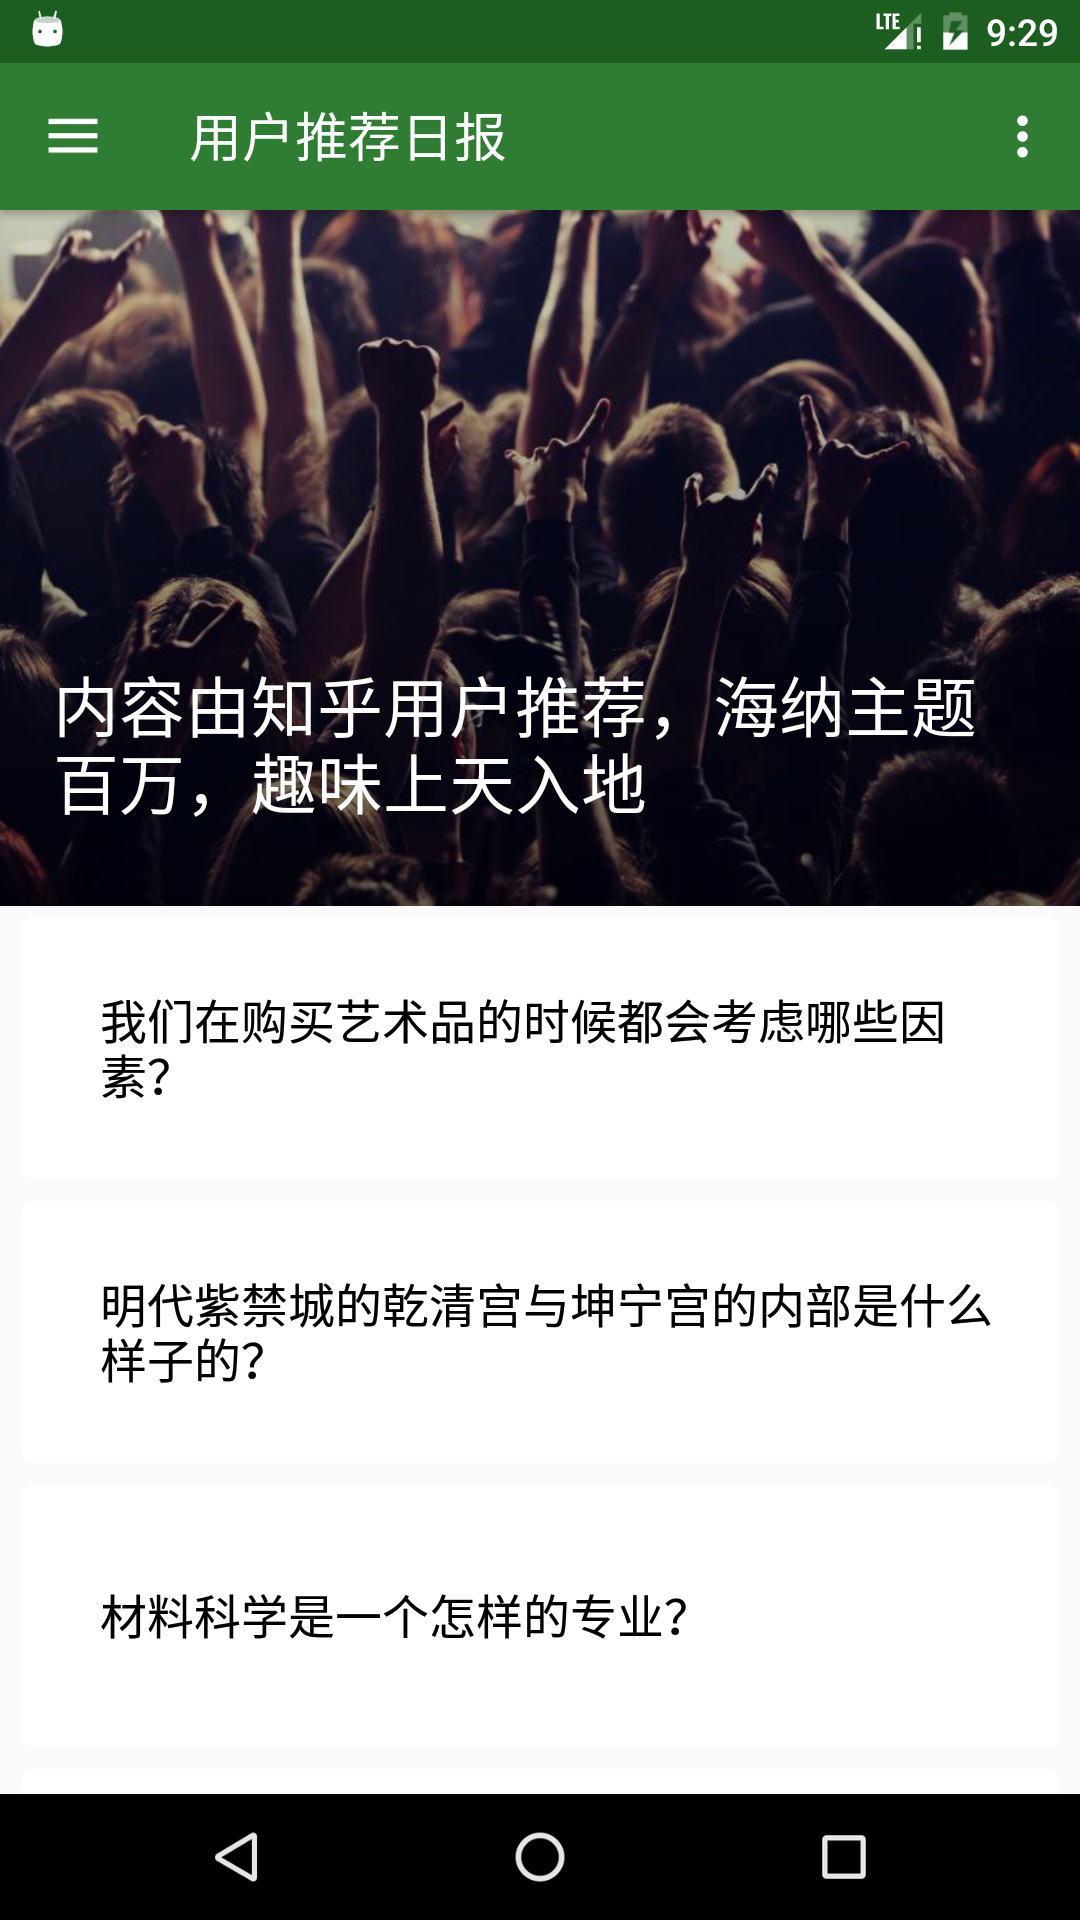 LTE 9:29
用户推荐日报
内容由知乎用户推荐，海纳主题
百万，趣味上天入地
我们在购买艺术品的时候都会考虑哪些因
素？
明代紫禁城的乾清宫与坤宁宫的内部是什么
样子的？
材料科学是一个怎样的专业？